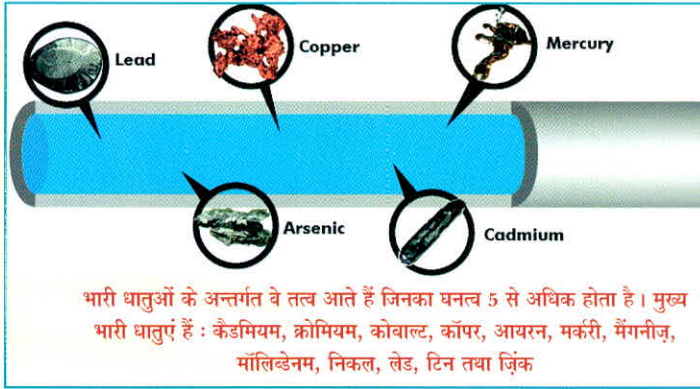 Lead
Copper
Mercury
Arsenic
Cadmium
भारी धातुओं के अन्तर्गत वे तत्व आते हैं जिनका घनत्व 5 से अधिक होता है। मुख्य
भारी धातुएं हैं : कैडमियम, क्रोमियम, कोबाल्ट, कॉपर, आयरन, मर्करी, मैंगनीज़,
मॉलिब्डेनम, निकल, लेड, टिन तथा ज़िंक